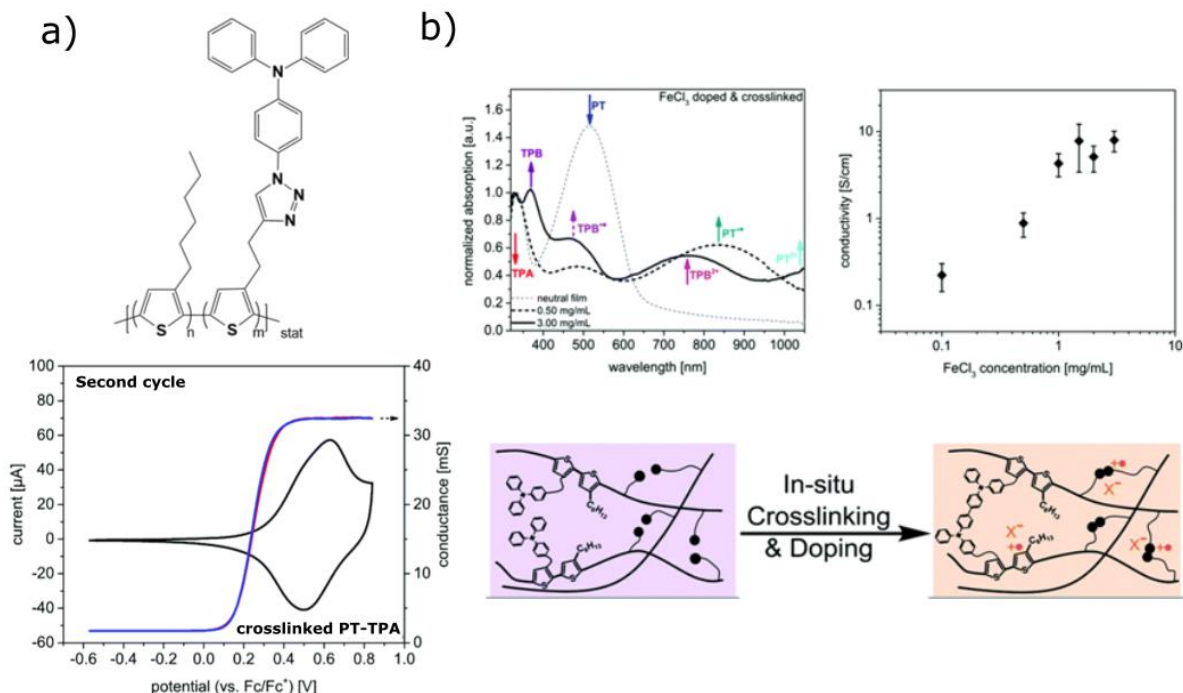 a)
N
N
N
N
S
n
S
m
stat
Second cycle
current [µA]
100
80
60
40
20
0
-20
-40
-60
conductance [mS]
40
30
20
10
0
crosslinked PT-TPA
-0.6 -0.4 -0.2 0.0 0.2 0.4 0.6 0.8 1.0
potential (vs. Fc/Fc⁺) [V]
b)
FeCl₃ doped & crosslinked
normalized absorption [a.u.]
1.6
1.4
1.2
1.0
0.8
0.6
0.4
0.2
0.0
PT
TPB
TPB⁺•
PT⁺•
PT²⁺
TPA
TPB²⁺
neutral film
0.50 mg/mL
3.00 mg/mL
400 500 600 700 800 900 1000
wavelength [nm]
conductivity [S/cm]
10
1
0.1
0.1 1 10
FeCl₃ concentration [mg/mL]
S
S
C₆H₁₃
C₆H₁₃
S
S
In-situ
Crosslinking
& Doping
S
S
C₆H₁₃
X⁻
+•
X⁻
+•
C₆H₁₃
X⁻
+•
S
S